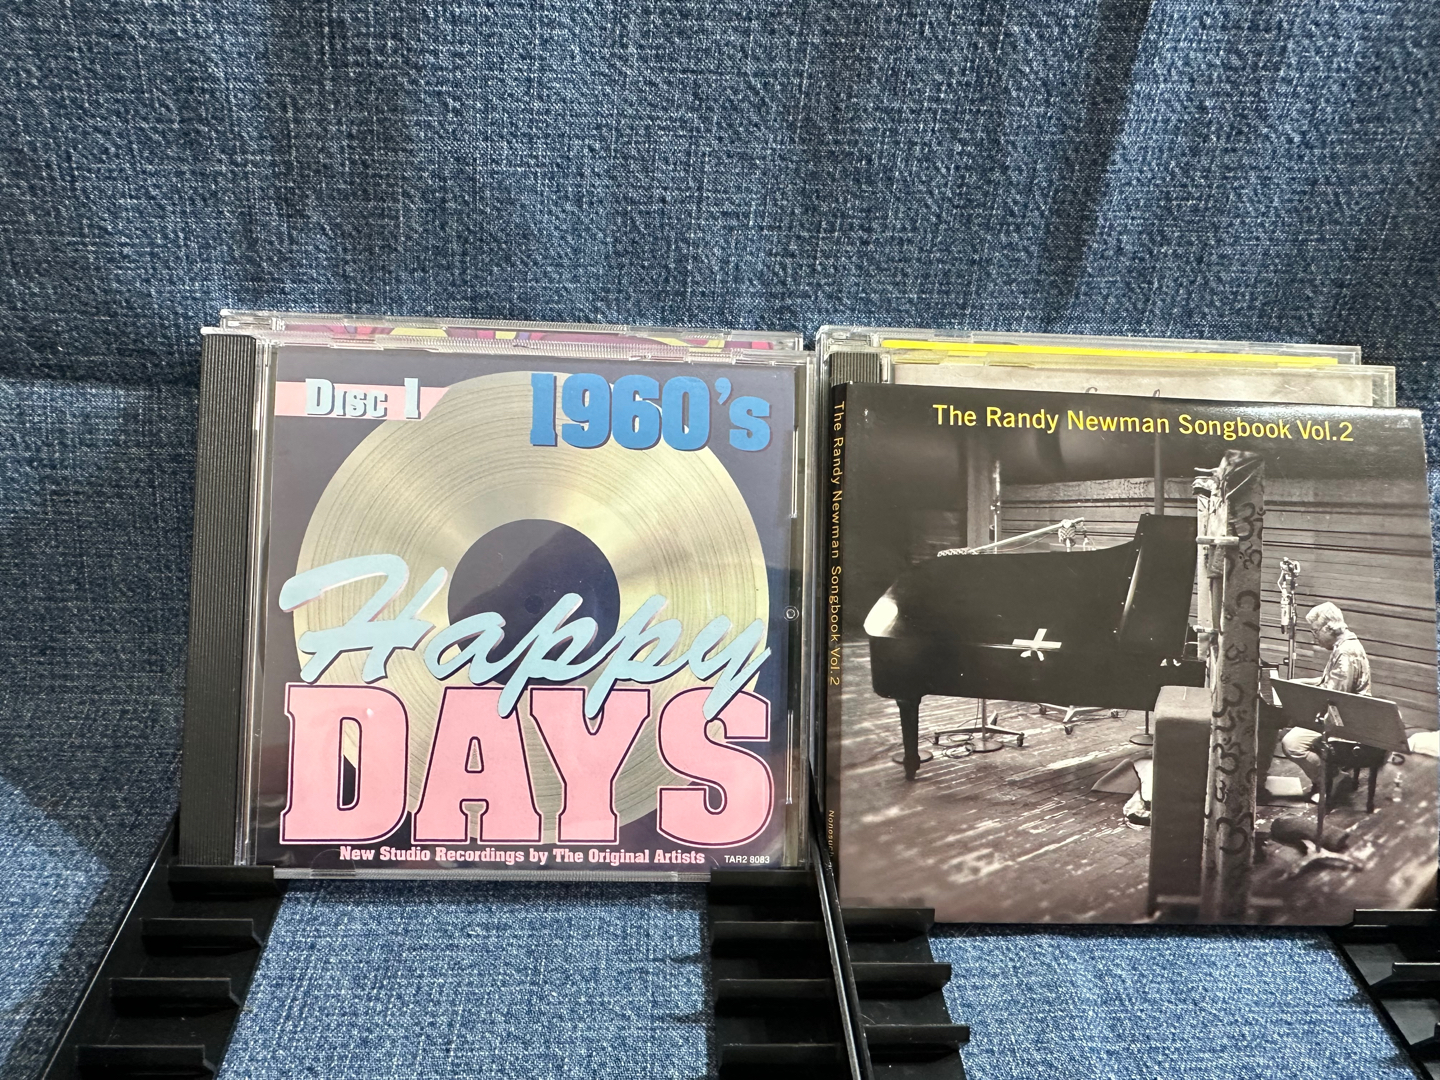 Disc 1
1960's
Happy
DAYS
New Studio Recordings by The Original Artists
TAR2 8083
The Randy Newman Songbook Vol.2
The Randy Newman Songbook Vol.2
Nonesuch